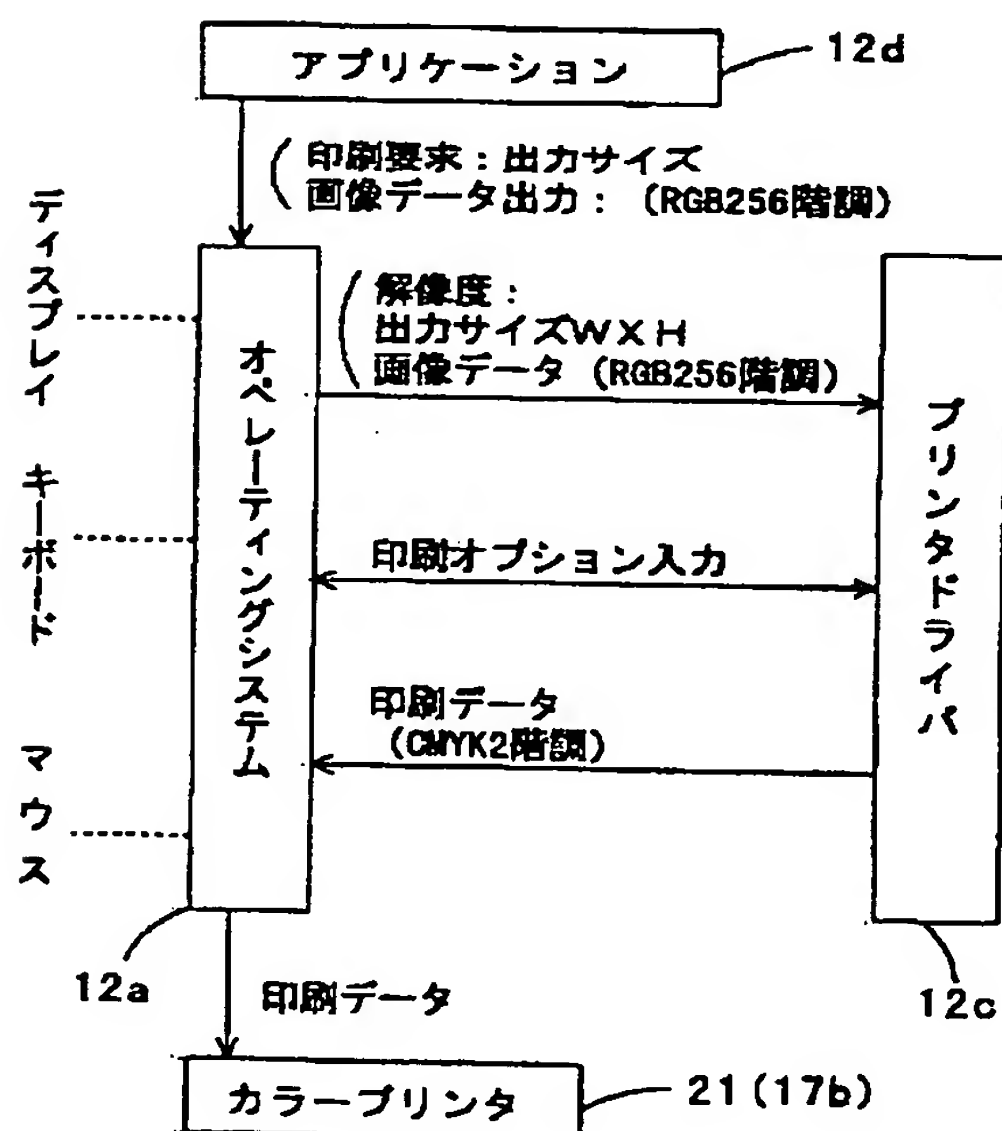 アプリケーション
12d
印刷要求：出力サイズ
画像データ出力：（RGB256階調）
ディスプレイ
キーボード
マウス
オペレーティングシステム
解像度：
出力サイズW×H
画像データ（RGB256階調）
印刷オプション入力
印刷データ
（CMYK2階調）
プリンタドライバ
12a
印刷データ
12c
カラープリンタ
21(17b)